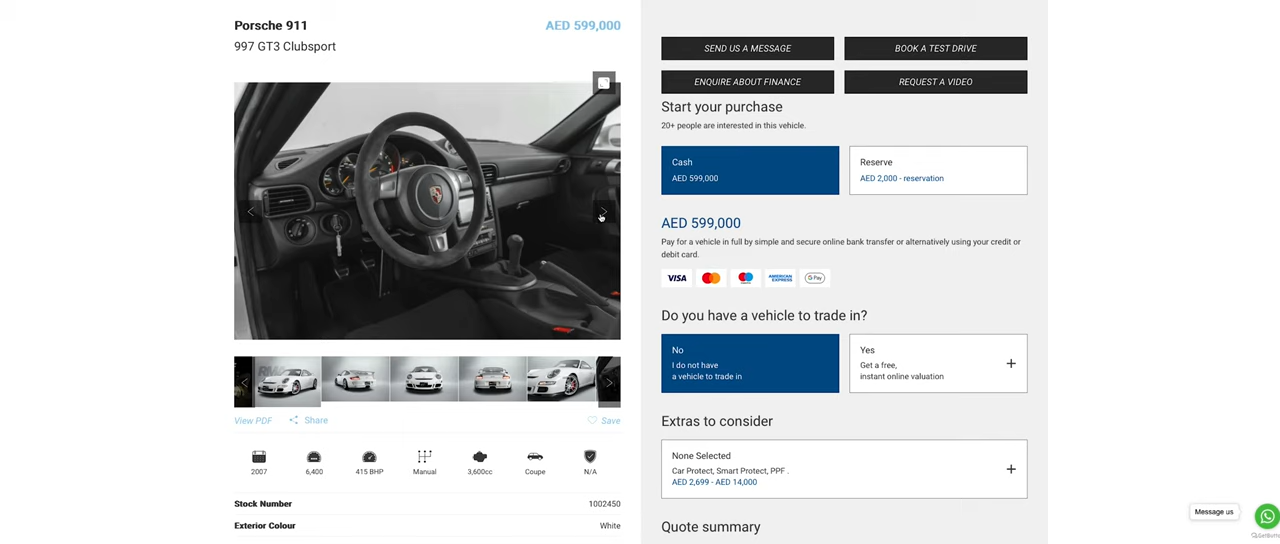 Porsche 911
AED 599,000
997 GT3 Clubsport
View PDF
Share
Save
2007
6,400
415 BHP
Manual
3,600cc
Coupe
N/A
Stock Number
1002450
Exterior Colour
White
SEND US A MESSAGE
BOOK A TEST DRIVE
ENQUIRE ABOUT FINANCE
REQUEST A VIDEO
Start your purchase
20+ people are interested in this vehicle.
Cash
AED 599,000
Reserve
AED 2,000 - reservation
AED 599,000
Pay for a vehicle in full by simple and secure online bank transfer or alternatively using your credit or
debit card.
VISA
AMERICAN
EXPRESS
G Pay
Do you have a vehicle to trade in?
No
I do not have
a vehicle to trade in
Yes
Get a free,
instant online valuation
Extras to consider
None Selected
Car Protect, Smart Protect, PPF .
AED 2,699 - AED 14,000
Quote summary
Message us